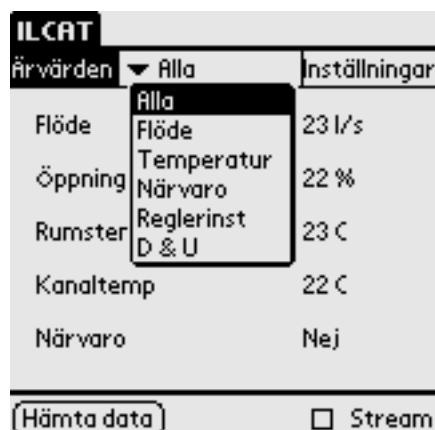 ILCAT
Ärvärden Alla Inställningar
Alla
Flöde
Temperatur
Närvaro
Reglerinst
D & U
Flöde 23 l/s
Öppning 22 %
Rumster 23 C
Kanaltemp 22 C
Närvaro Nej
Hämta data Stream